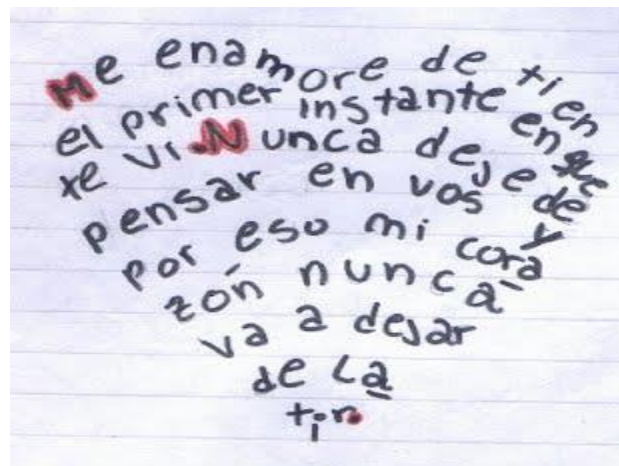 Me enamore de ti en
el primer instante en que
te vi. Nunca deje de
pensar en vos y
por eso mi cora
zón nunca
va a dejar
de la
tir.